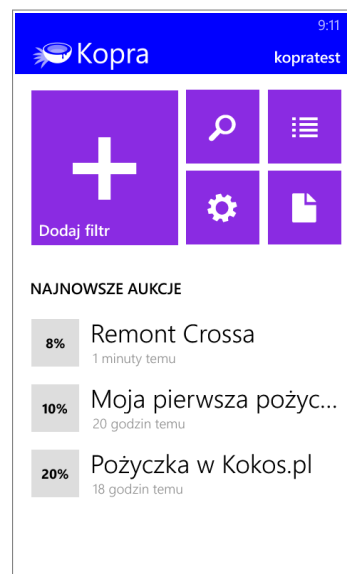 9:11
Kopra
kopratest
Dodaj filtr
NAJNOWSZE AUKCJE
8%
Remont Crossa
1 minuty temu
10%
Moja pierwsza pożyc...
20 godzin temu
20%
Pożyczka w Kokos.pl
18 godzin temu